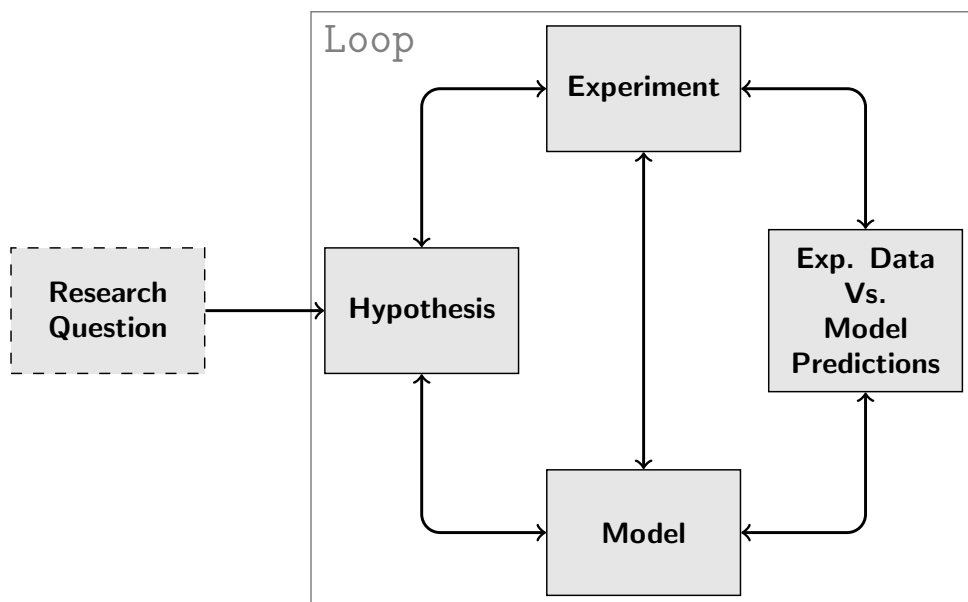 Loop
Experiment
Research
Question
Hypothesis
Exp. Data
Vs.
Model
Predictions
Model